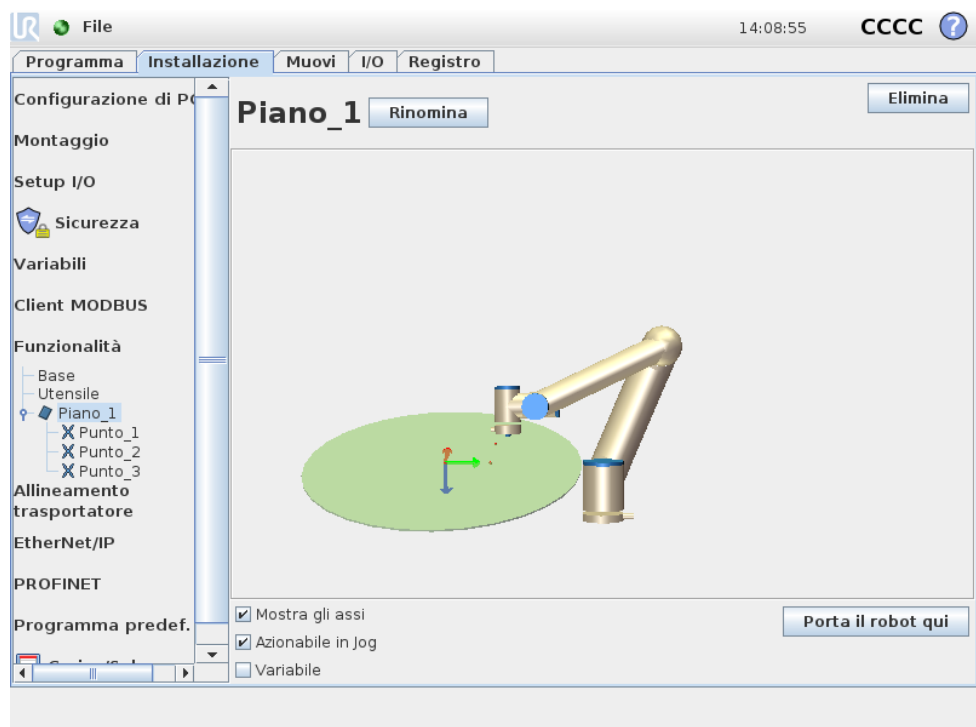 UR File 14:08:55 CCCC ?
Programma Installazione Muovi I/O Registro
Configurazione di
Montaggio
Setup I/O
Sicurezza
Variabili
Client MODBUS
Funzionalità
Base
Utensile
Piano_1
Punto_1
Punto_2
Punto_3
Allineamento
trasportatore
EtherNet/IP
PROFINET
Programma predef.
Piano_1 Rinomina Elimina
Mostra gli assi
Azionabile in Jog
Variabile
Porta il robot qui